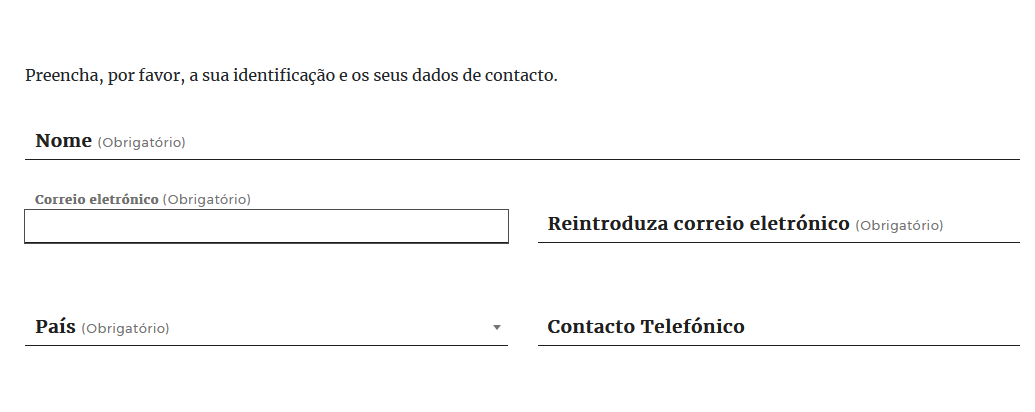 Preencha, por favor, a sua identificação e os seus dados de contacto.
Nome (Obrigatório)
Correio eletrónico (Obrigatório)
Reintroduza correio eletrónico (Obrigatório)
País (Obrigatório)
Contacto Telefónico